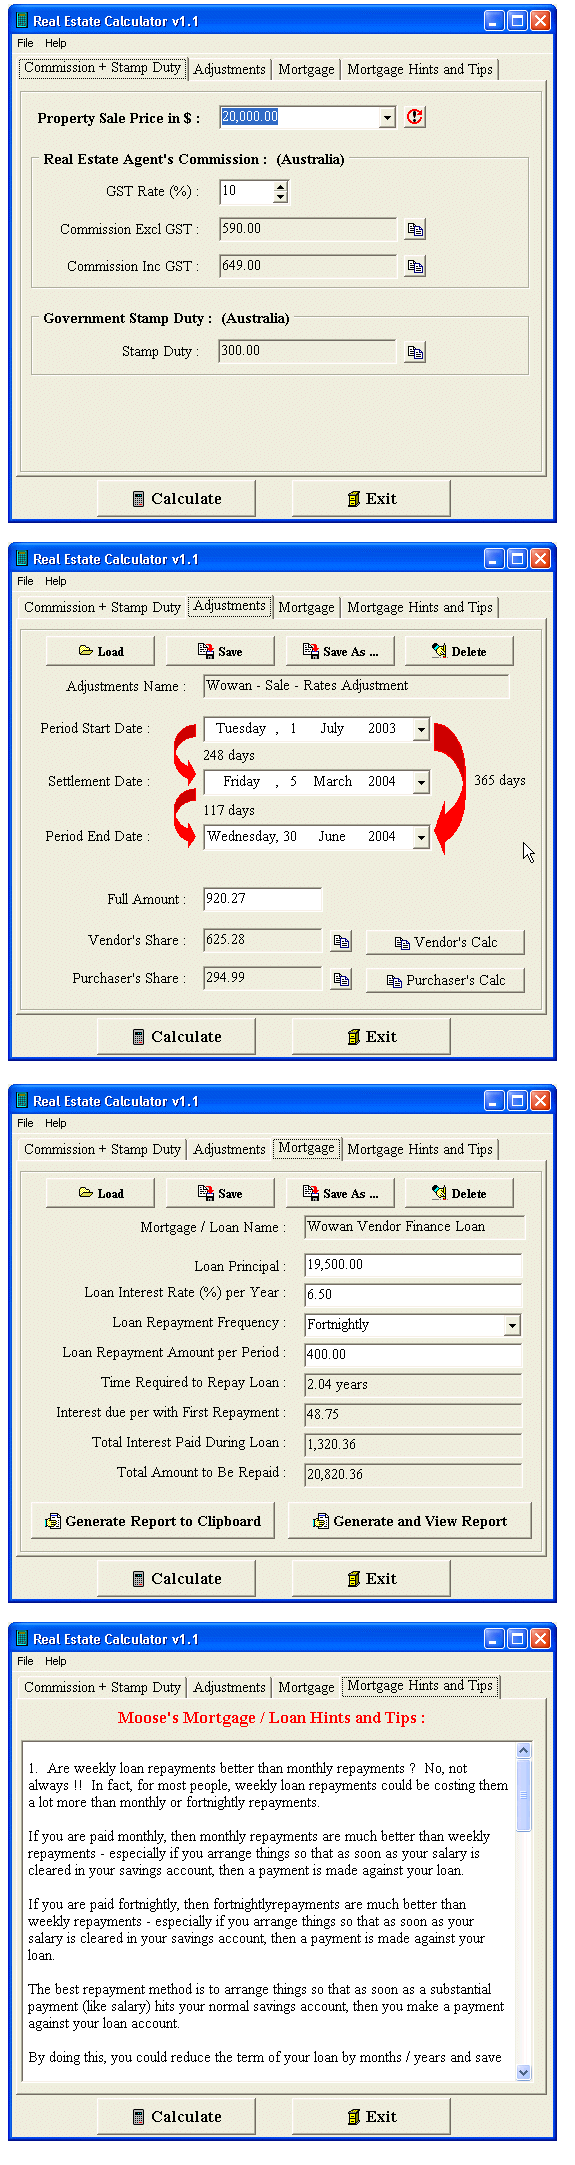 Real Estate Calculator v1.1
File Help
Commission + Stamp Duty Adjustments Mortgage Mortgage Hints and Tips
Property Sale Price in $ : 20,000.00
Real Estate Agent's Commission : (Australia)
GST Rate (%) : 10
Commission Excl GST : 590.00
Commission Inc GST : 649.00
Government Stamp Duty : (Australia)
Stamp Duty : 300.00
Calculate Exit
Real Estate Calculator v1.1
File Help
Commission + Stamp Duty Adjustments Mortgage Mortgage Hints and Tips
Load Save Save As ... Delete
Adjustments Name : Wowan - Sale - Rates Adjustment
Period Start Date : Tuesday , 1 July 2003
248 days
Settlement Date : Friday , 5 March 2004 365 days
117 days
Period End Date : Wednesday, 30 June 2004
Full Amount : 920.27
Vendor's Share : 625.28 Vendor's Calc
Purchaser's Share : 294.99 Purchaser's Calc
Calculate Exit
Real Estate Calculator v1.1
File Help
Commission + Stamp Duty Adjustments Mortgage Mortgage Hints and Tips
Load Save Save As ... Delete
Mortgage / Loan Name : Wowan Vendor Finance Loan
Loan Principal : 19,500.00
Loan Interest Rate (%) per Year : 6.50
Loan Repayment Frequency : Fortnightly
Loan Repayment Amount per Period : 400.00
Time Required to Repay Loan : 2.04 years
Interest due per with First Repayment : 48.75
Total Interest Paid During Loan : 1,320.36
Total Amount to Be Repaid : 20,820.36
Generate Report to Clipboard Generate and View Report
Calculate Exit
Real Estate Calculator v1.1
File Help
Commission + Stamp Duty Adjustments Mortgage Mortgage Hints and Tips
Moose's Mortgage / Loan Hints and Tips :
1. Are weekly loan repayments better than monthly repayments ? No, not
always !! In fact, for most people, weekly loan repayments could be costing them
a lot more than monthly or fortnightly repayments.
If you are paid monthly, then monthly repayments are much better than weekly
repayments - especially if you arrange things so that as soon as your salary is
cleared in your savings account, then a payment is made against your loan.
If you are paid fortnightly, then fortnightlyrepayments are much better than
weekly repayments - especially if you arrange things so that as soon as your
salary is cleared in your savings account, then a payment is made against your
loan.
The best repayment method is to arrange things so that as soon as a substantial
payment (like salary) hits your normal savings account, then you make a payment
against your loan account.
By doing this, you could reduce the term of your loan by months / years and save
Calculate Exit